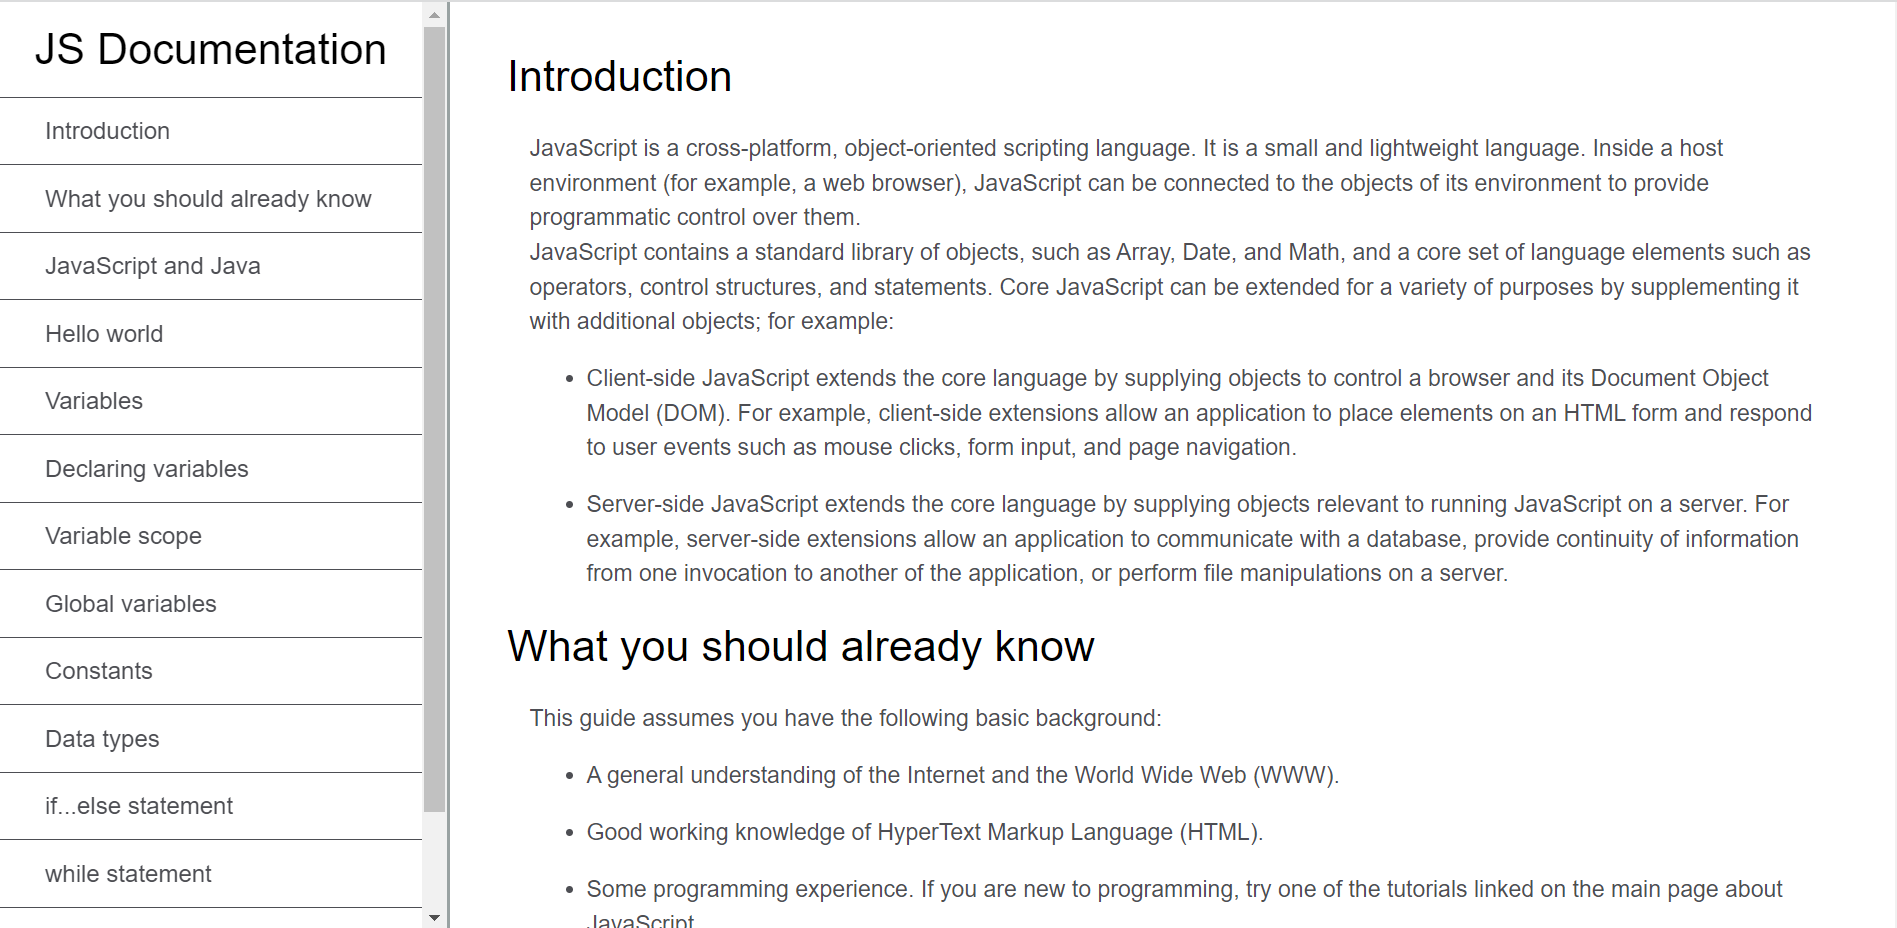 JS Documentation
Introduction
What you should already know
JavaScript and Java
Hello world
Variables
Declaring variables
Variable scope
Global variables
Constants
Data types
if...else statement
while statement
Introduction
JavaScript is a cross-platform, object-oriented scripting language. It is a small and lightweight language. Inside a host
environment (for example, a web browser), JavaScript can be connected to the objects of its environment to provide
programmatic control over them.
JavaScript contains a standard library of objects, such as Array, Date, and Math, and a core set of language elements such as
operators, control structures, and statements. Core JavaScript can be extended for a variety of purposes by supplementing it
with additional objects; for example:
• Client-side JavaScript extends the core language by supplying objects to control a browser and its Document Object
Model (DOM). For example, client-side extensions allow an application to place elements on an HTML form and respond
to user events such as mouse clicks, form input, and page navigation.
• Server-side JavaScript extends the core language by supplying objects relevant to running JavaScript on a server. For
example, server-side extensions allow an application to communicate with a database, provide continuity of information
from one invocation to another of the application, or perform file manipulations on a server.
What you should already know
This guide assumes you have the following basic background:
• A general understanding of the Internet and the World Wide Web (WWW).
• Good working knowledge of HyperText Markup Language (HTML).
• Some programming experience. If you are new to programming, try one of the tutorials linked on the main page about
JavaScript.